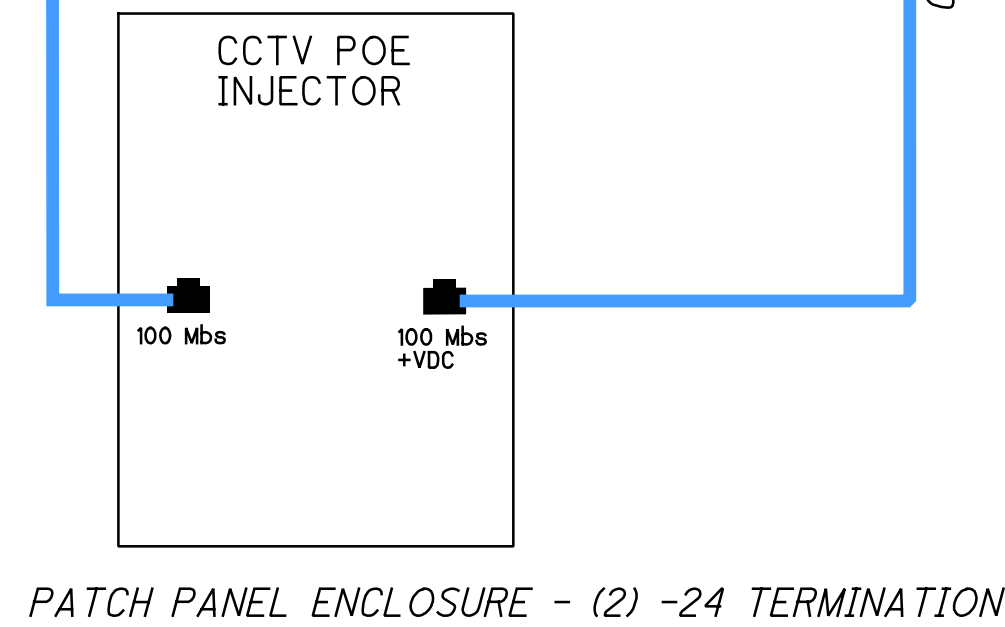 CCTV POE
INJECTOR
100 Mbs
100 Mbs
+VDC
PATCH PANEL ENCLOSURE - (2) -24 TERMINATION